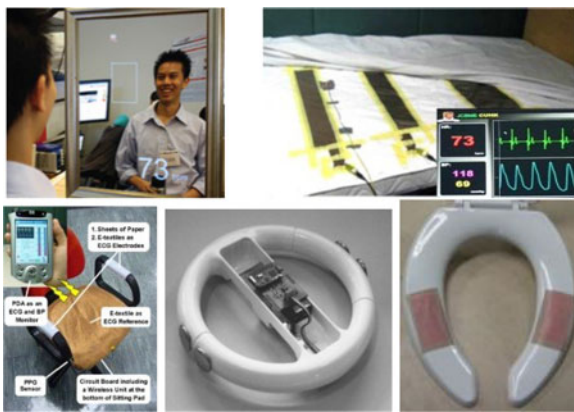 73
73
116
69
1. Sheets of Paper
2. E-textiles as
ECG Electrodes
PDA as an
ECG and BP
Monitor
E-textile as
ECG Reference
PPG
Sensor
Circuit Board including
a Wireless Unit at the
bottom of Sitting Pad